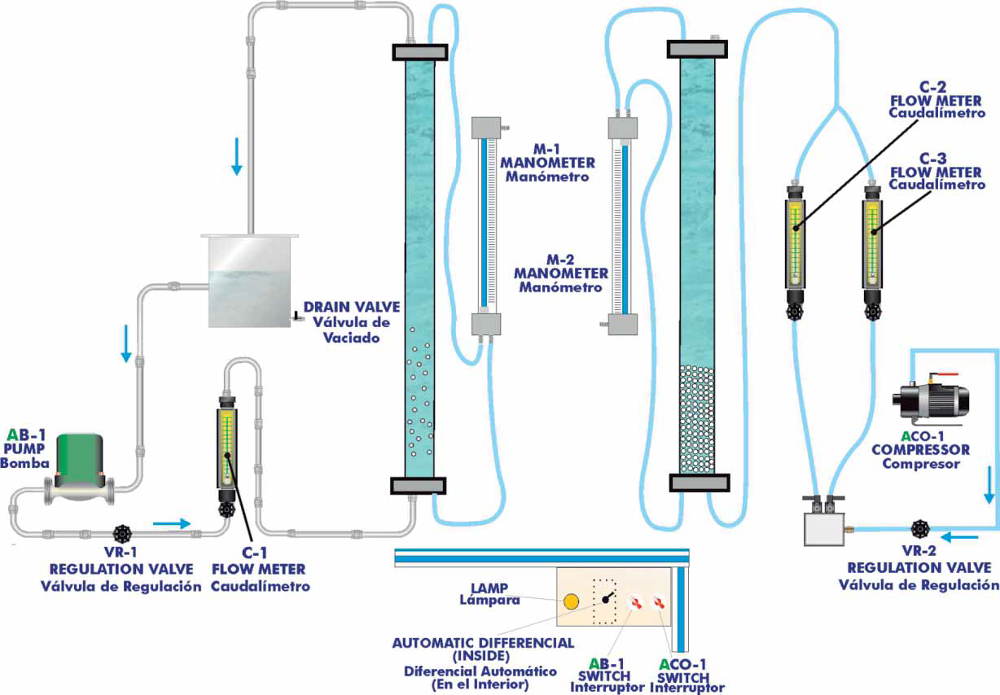 C-2
FLOW METER
Caudalímetro
C-3
FLOW METER
Caudalímetro
M-1
MANOMETER
Manómetro
M-2
MANOMETER
Manómetro
DRAIN VALVE
Válvula de
Vaciado
AB-1
PUMP
Bomba
ACO-1
COMPRESSOR
Compresor
VR-1
REGULATION VALVE
Válvula de Regulación
C-1
FLOW METER
Caudalímetro
VR-2
REGULATION VALVE
Válvula de Regulación
LAMP
Lámpara
AUTOMATIC DIFFERENCIAL
(INSIDE)
Diferencial Automático
(En el Interior)
AB-1
SWITCH
Interruptor
ACO-1
SWITCH
Interruptor